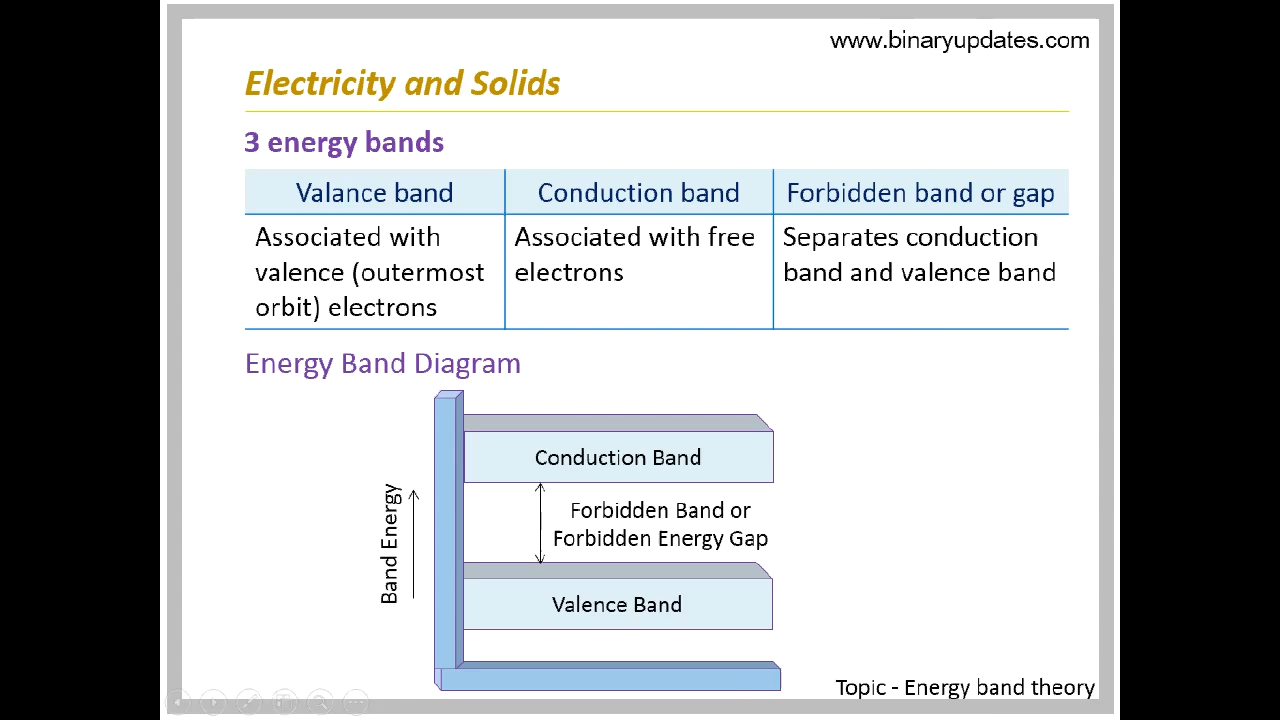 www.binaryupdates.com
Electricity and Solids
3 energy bands
Valance band
Conduction band
Forbidden band or gap
Associated with
valence (outermost
orbit) electrons
Associated with free
electrons
Separates conduction
band and valence band
Energy Band Diagram
Conduction Band
Forbidden Band or
Forbidden Energy Gap
Band Energy
Valence Band
Topic - Energy band theory